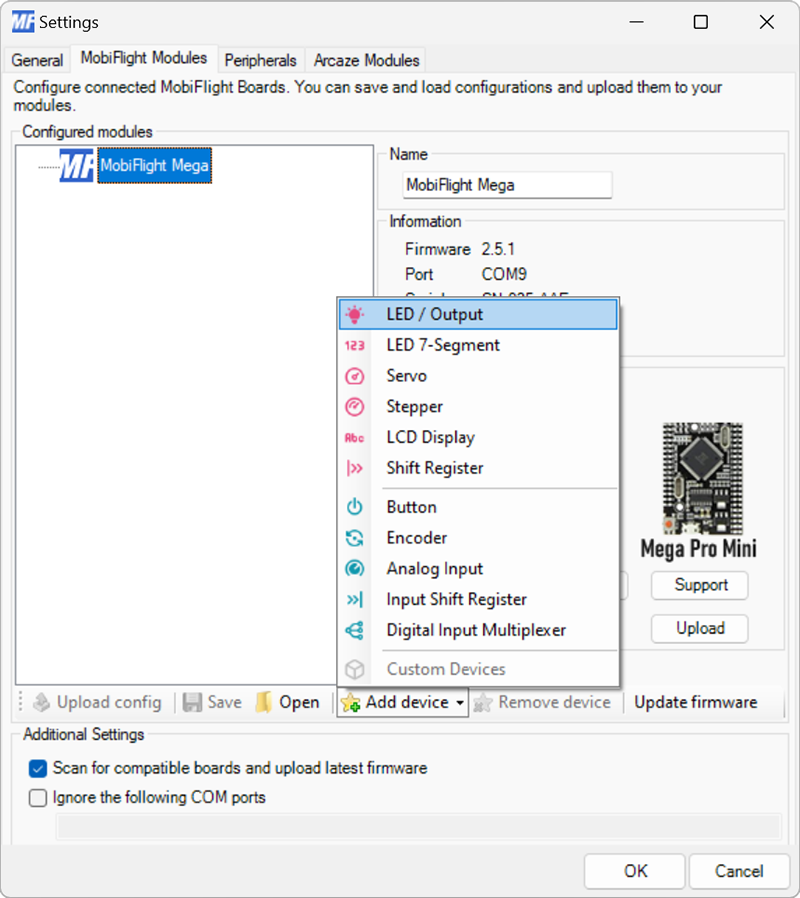 MF Settings
General
MobiFlight Modules
Peripherals
Arcaze Modules
Configure connected MobiFlight Boards. You can save and load configurations and upload them to your
modules.
Configured modules
MF MobiFlight Mega
Name
MobiFlight Mega
Information
Firmware 2.5.1
Port COM9
LED / Output
123 LED 7-Segment
Servo
Stepper
Abc LCD Display
Shift Register
Button
Encoder
Analog Input
Input Shift Register
Digital Input Multiplexer
Custom Devices
Mega Pro Mini
Support
Upload
Upload config
Save
Open
Add device
Remove device
Update firmware
Additional Settings
Scan for compatible boards and upload latest firmware
Ignore the following COM ports
OK
Cancel